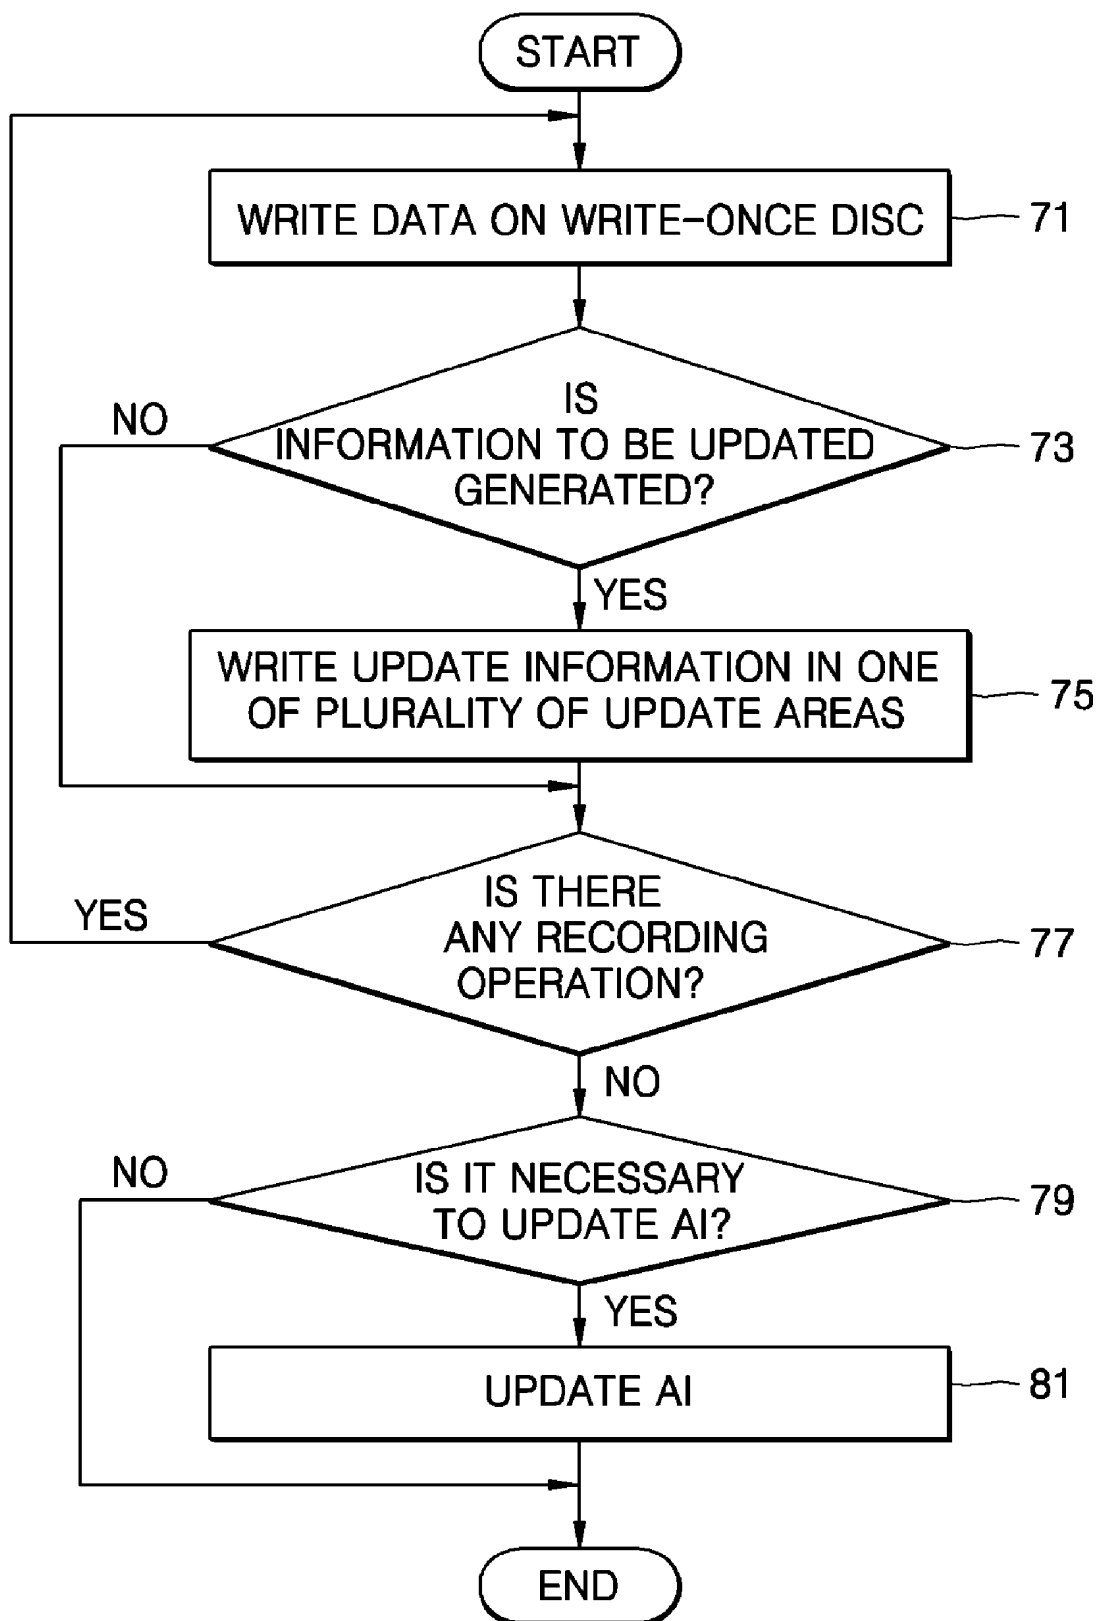 START
WRITE DATA ON WRITE-ONCE DISC
71
IS
INFORMATION TO BE UPDATED
GENERATED?
73
NO
YES
WRITE UPDATE INFORMATION IN ONE
OF PLURALITY OF UPDATE AREAS
75
IS THERE
ANY RECORDING
OPERATION?
77
YES
NO
IS IT NECESSARY
TO UPDATE AI?
79
NO
YES
UPDATE AI
81
END